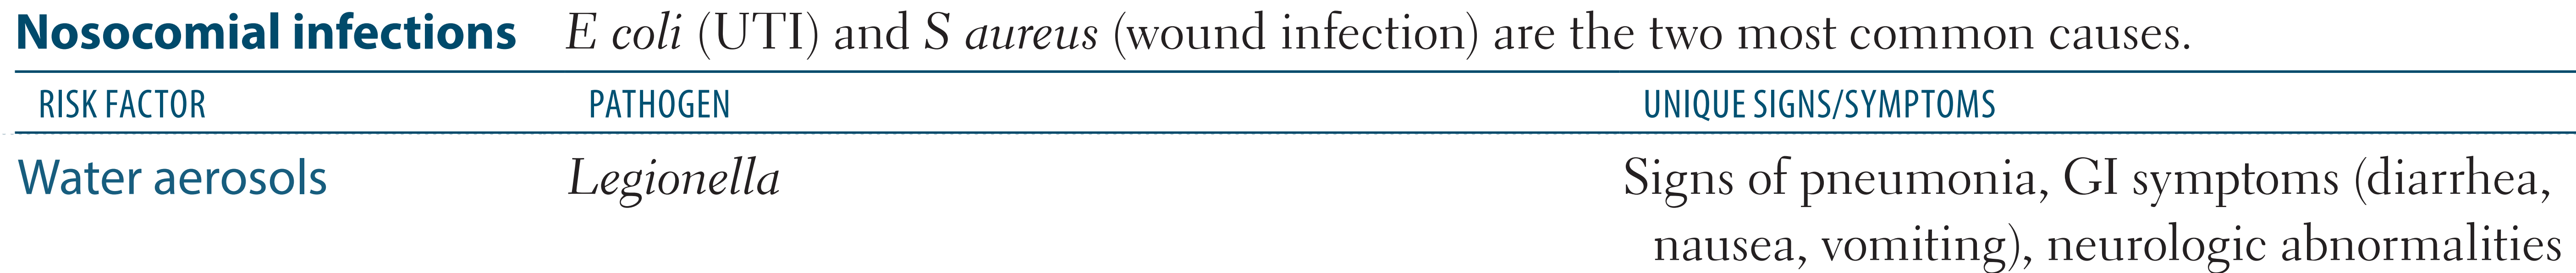 Nosocomial infections E coli (UTI) and S aureus (wound infection) are the two most common causes.
RISK FACTOR PATHOGEN UNIQUE SIGNS/SYMPTOMS
Water aerosols Legionella Signs of pneumonia, GI symptoms (diarrhea,
nausea, vomiting), neurologic abnormalities